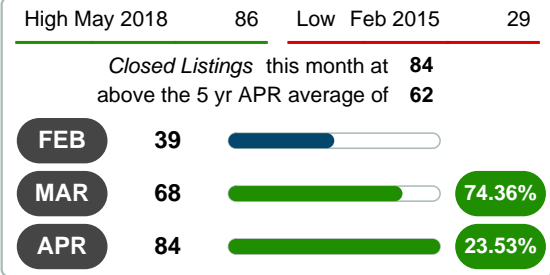 High May 2018 86 Low Feb 2015 29
Closed Listings this month at 84
above the 5 yr APR average of 62
FEB 39
MAR 68 74.36%
APR 84 23.53%